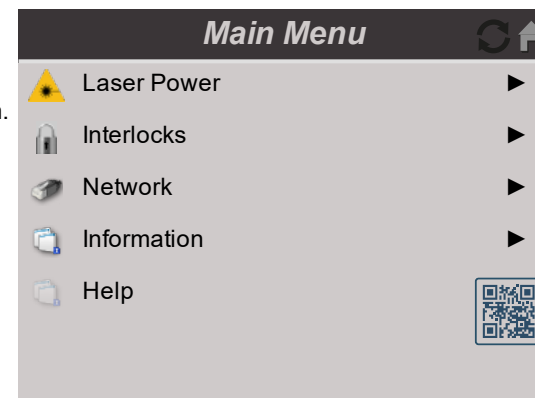 Main Menu
Laser Power
n.
Interlocks
Network
Information
Help